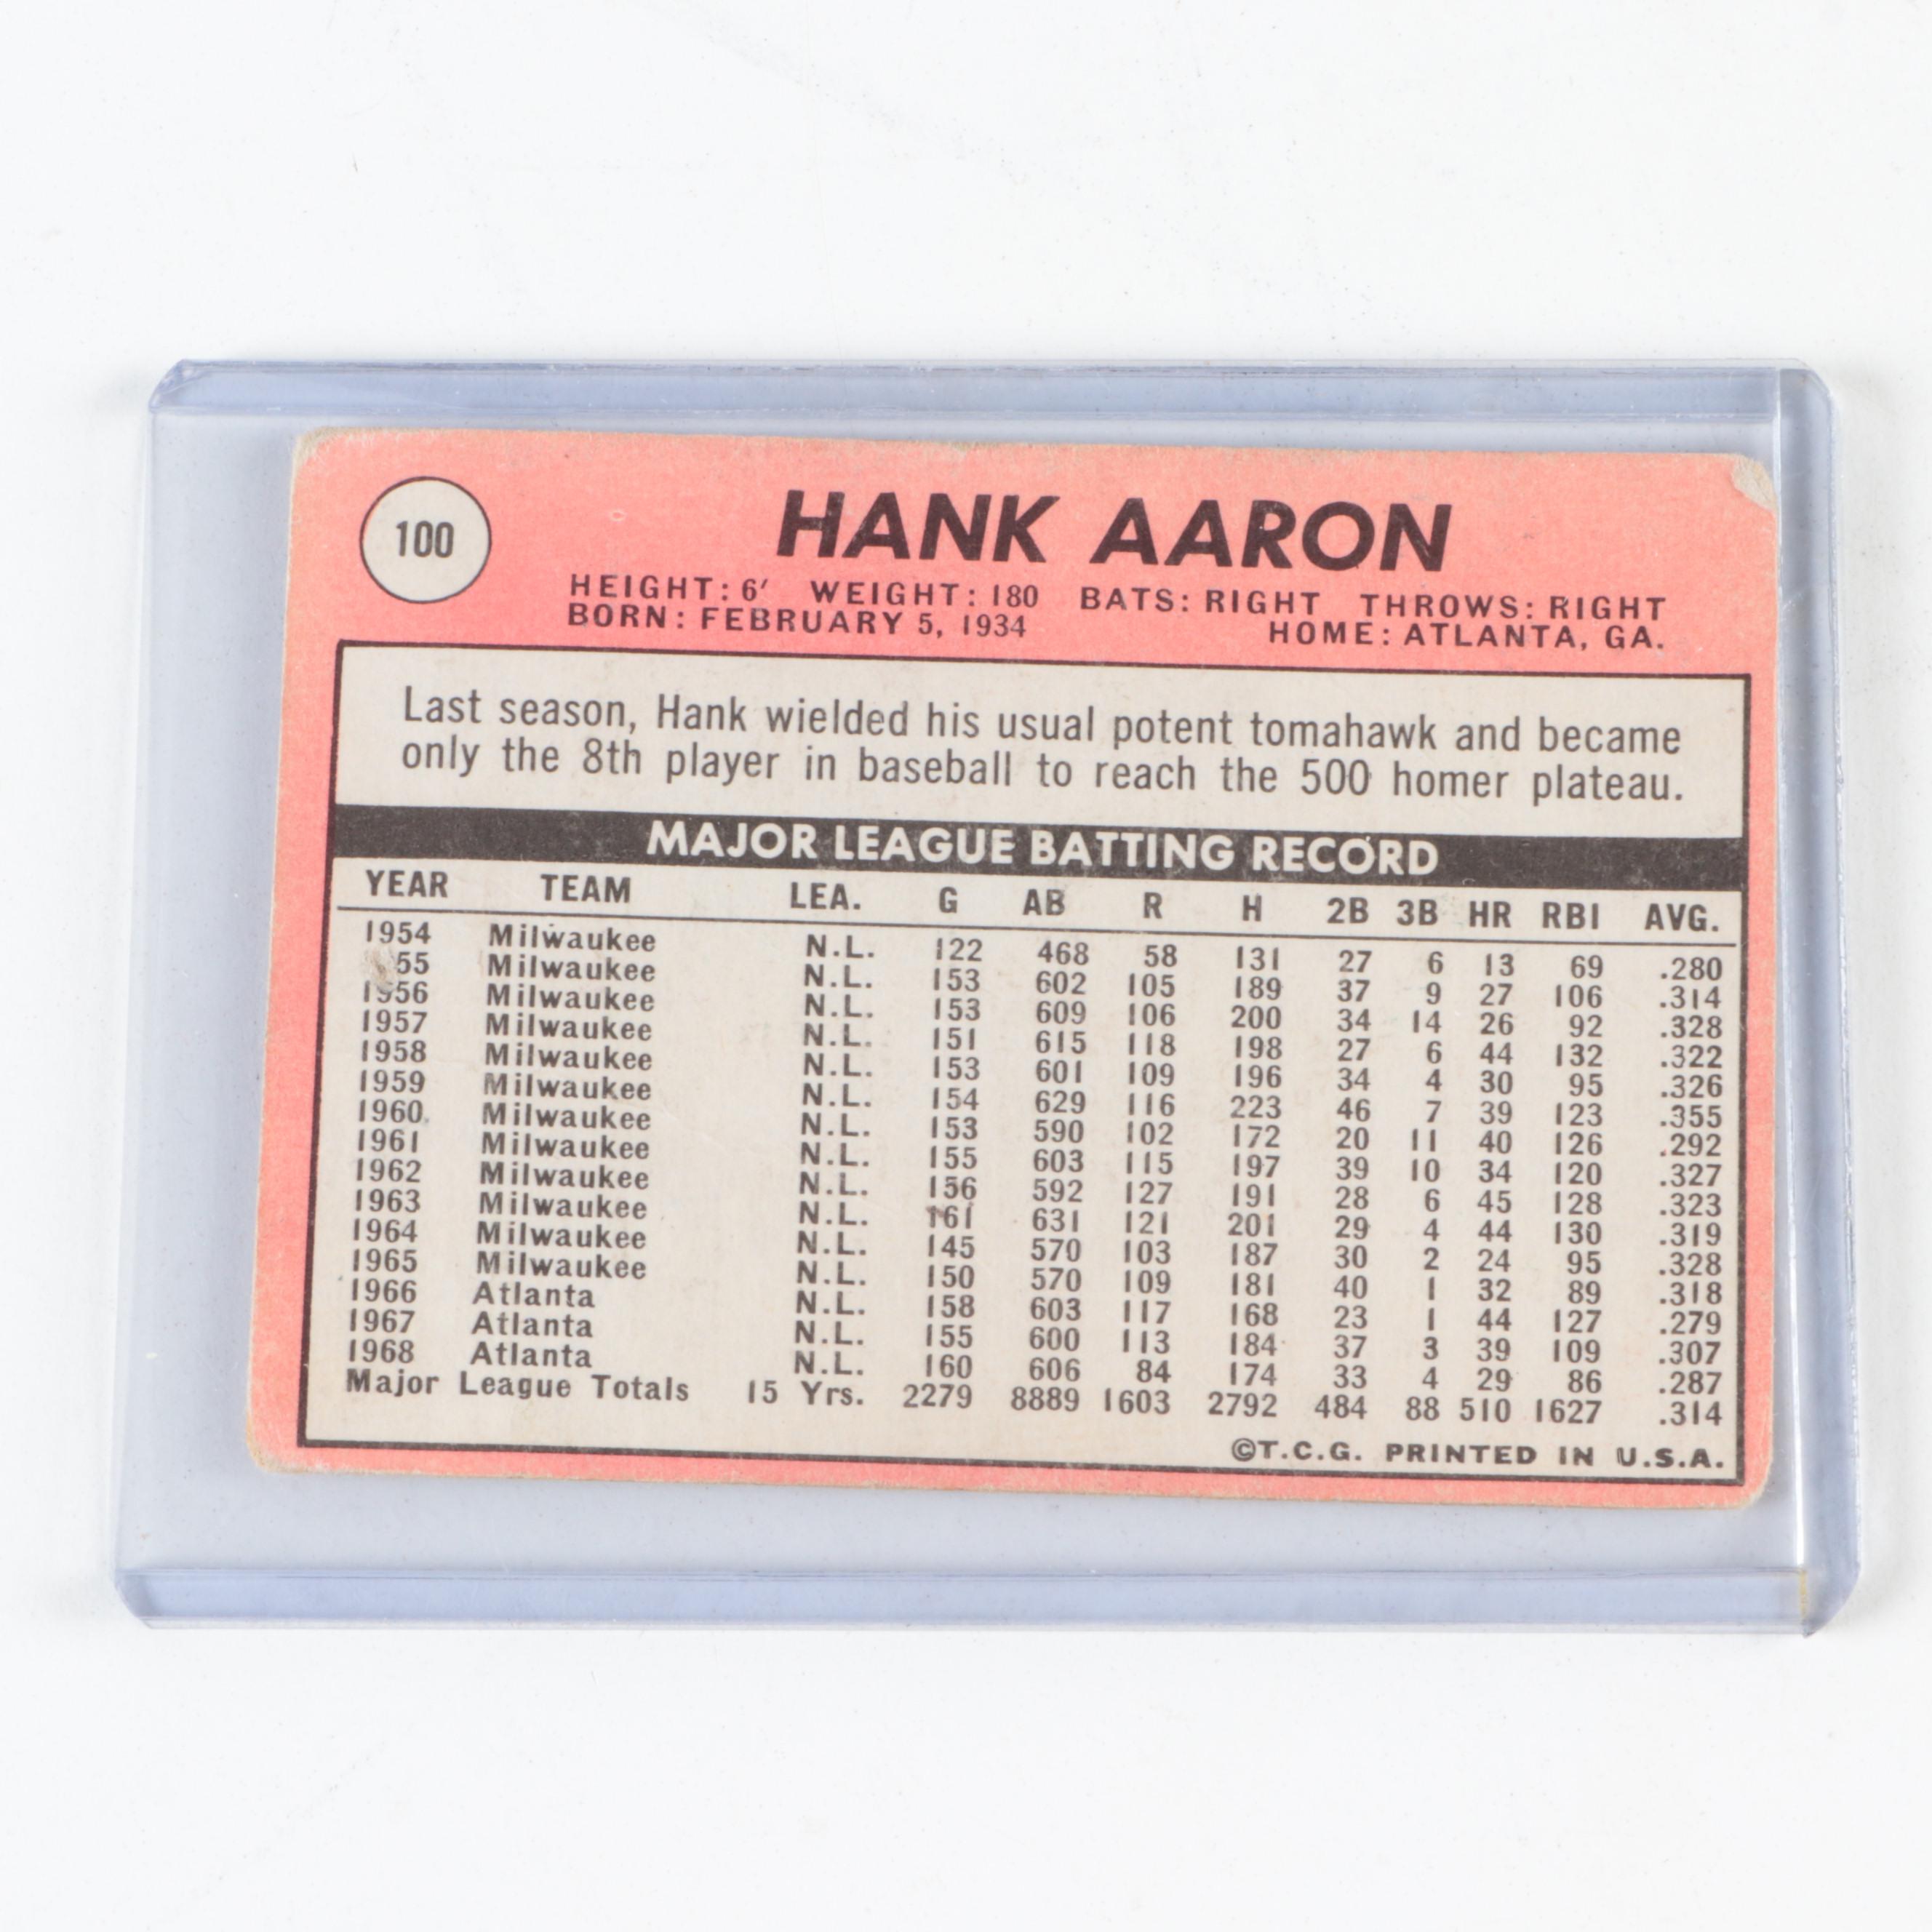 100
HANK AARON
HEIGHT: 6′ WEIGHT: 180 BATS: RIGHT THROWS: RIGHT
BORN: FEBRUARY 5, 1934 HOME: ATLANTA, GA.
Last season, Hank wielded his usual potent tomahawk and became
only the 8th player in baseball to reach the 500 homer plateau.
MAJOR LEAGUE BATTING RECORD
YEAR TEAM LEA. G AB R H 2B 3B HR RBI AVG.
1954 Milwaukee N.L. 122 468 58 131 27 6 13 69 .280
55 Milwaukee N.L. 153 602 105 189 37 9 27 106 .314
1956 Milwaukee N.L. 153 609 106 200 34 14 26 92 .328
1957 Milwaukee N.L. 151 615 118 198 27 6 44 132 .322
1958 Milwaukee N.L. 153 601 109 196 34 4 30 95 .326
1959 Milwaukee N.L. 154 629 116 223 46 7 39 123 .355
1960 Milwaukee N.L. 153 590 102 172 20 11 40 126 .292
1961 Milwaukee N.L. 155 603 115 197 39 10 34 120 .327
1962 Milwaukee N.L. 156 592 127 191 28 6 45 128 .323
1963 Milwaukee N.L. 161 631 121 201 29 4 44 130 .319
1964 Milwaukee N.L. 145 570 103 187 30 2 24 95 .328
1965 Milwaukee N.L. 150 570 109 181 40 1 32 89 .318
1966 Atlanta N.L. 158 603 117 168 23 1 44 127 .279
1967 Atlanta N.L. 155 600 113 184 37 3 39 109 .307
1968 Atlanta N.L. 160 606 84 174 33 4 29 86 .287
Major League Totals 15 Yrs. 2279 8889 1603 2792 484 88 510 1627 .314
©T.C.G. PRINTED IN U.S.A.